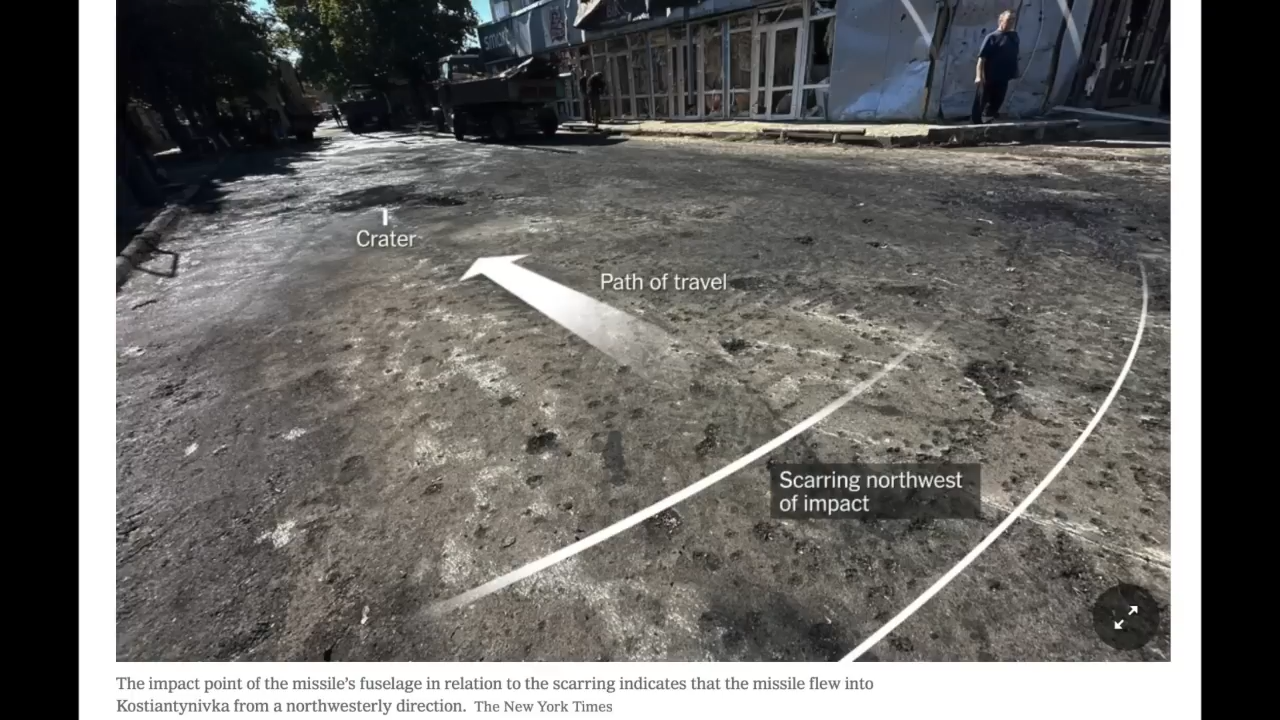 Crater
Path of travel
Scarring northwest
of impact
The impact point of the missile’s fuselage in relation to the scarring indicates that the missile flew into
Kostiantynivka from a northwesterly direction. The New York Times